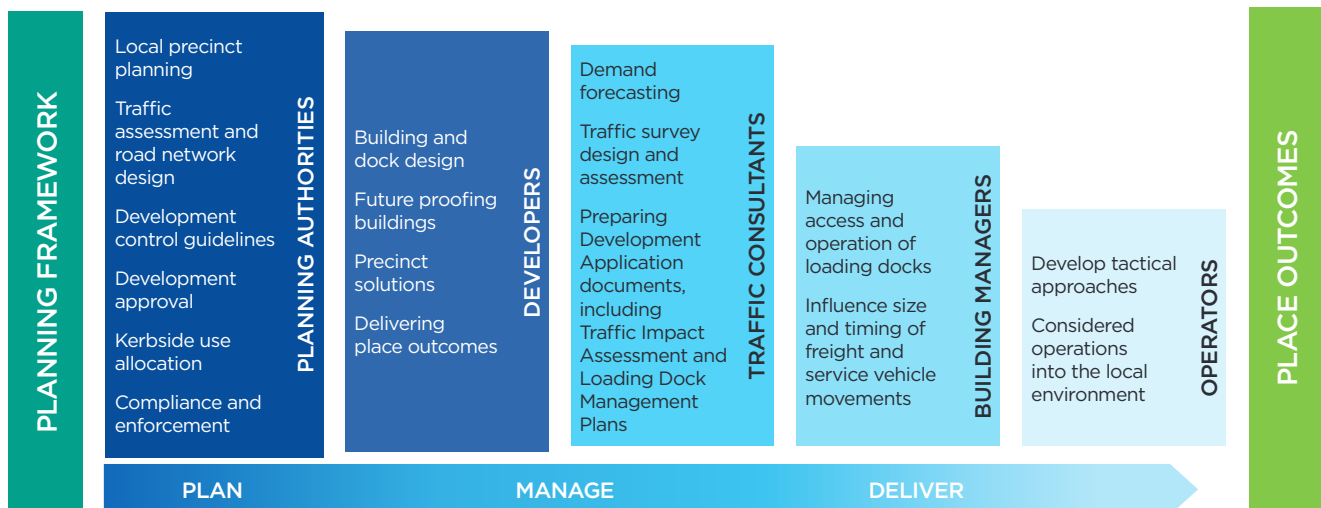 PLANNING FRAMEWORK
Local precinct
planning
Traffic
assessment and
road network
design
Development
control guidelines
Development
approval
Kerbside use
allocation
Compliance and
enforcement
PLANNING AUTHORITIES
Building and
dock design
Future proofing
buildings
Precinct
solutions
Delivering
place outcomes
DEVELOPERS
Demand
forecasting
Traffic survey
design and
assessment
Preparing
Development
Application
documents,
including
Traffic Impact
Assessment and
Loading Dock
Management
Plans
TRAFFIC CONSULTANTS
Managing
access and
operation of
loading docks
Influence size
and timing of
freight and
service vehicle
movements
BUILDING MANAGERS
Develop tactical
approaches
Considered
operations
into the local
environment
OPERATORS
PLACE OUTCOMES
PLAN
MANAGE
DELIVER